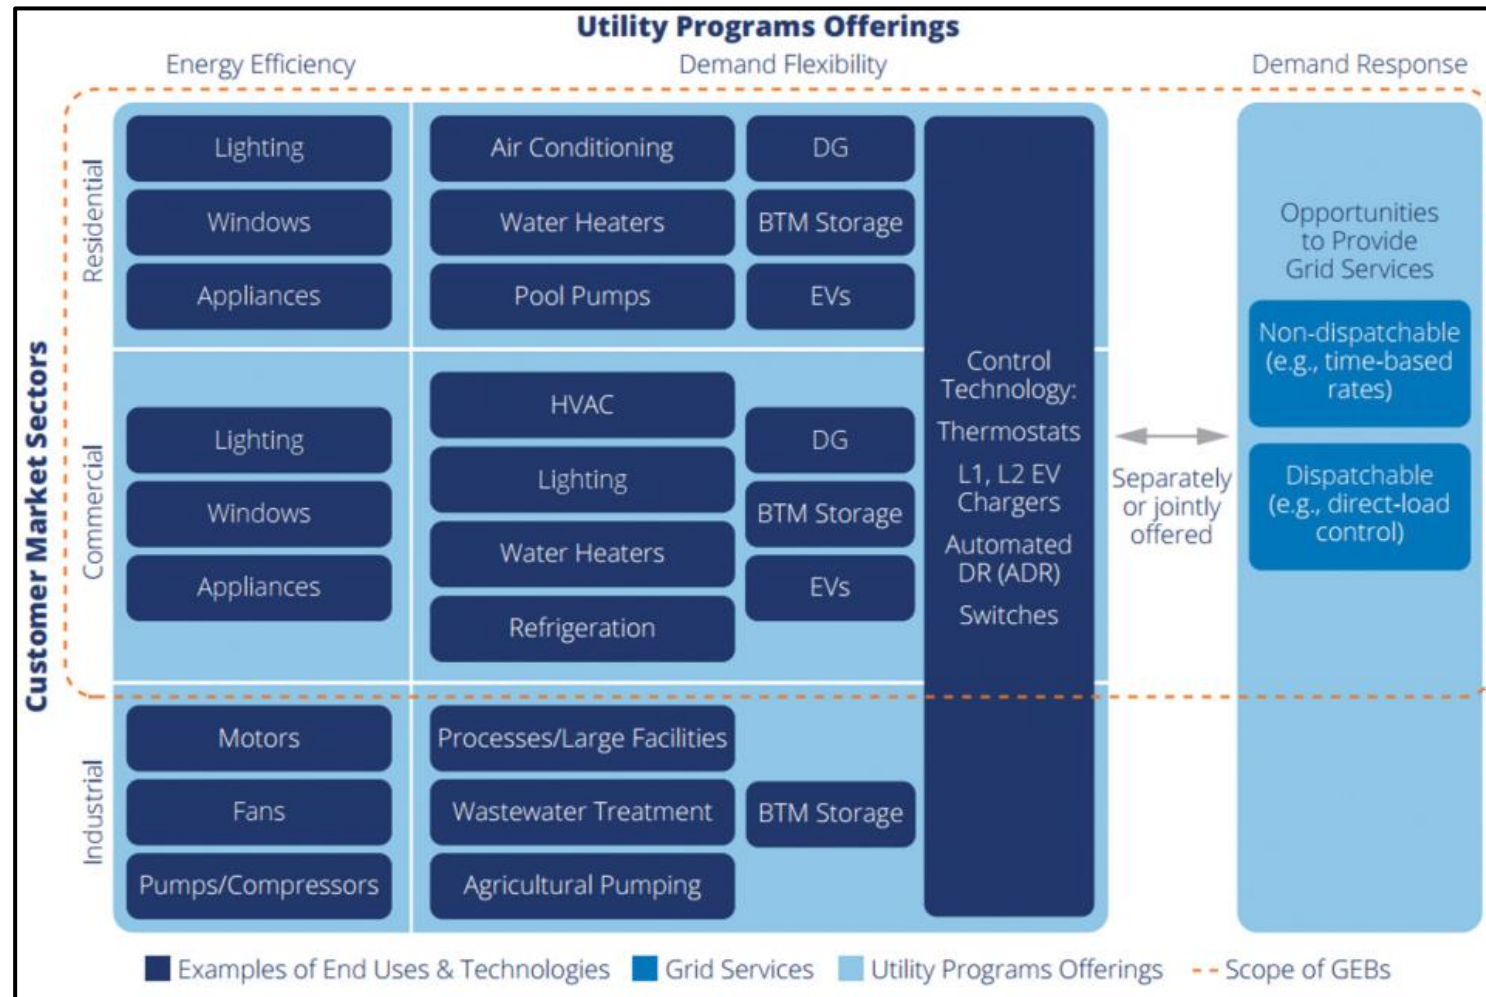 Utility Programs Offerings
Energy Efficiency
Demand Flexibility
Demand Response
Customer Market Sectors
Residential
Lighting
Windows
Appliances
Air Conditioning
Water Heaters
Pool Pumps
DG
BTM Storage
EVs
Commercial
Lighting
Windows
Appliances
HVAC
Lighting
Water Heaters
Refrigeration
DG
BTM Storage
EVs
Industrial
Motors
Fans
Pumps/Compressors
Processes/Large Facilities
Wastewater Treatment
Agricultural Pumping
BTM Storage
Control
Technology:
Thermostats
L1, L2 EV
Chargers
Automated
DR (ADR)
Switches
Separately
or jointly
offered
Opportunities
to Provide
Grid Services
Non-dispatchable
(e.g., time-based
rates)
Dispatchable
(e.g., direct-load
control)
Examples of End Uses & Technologies
Grid Services
Utility Programs Offerings
Scope of GEBs